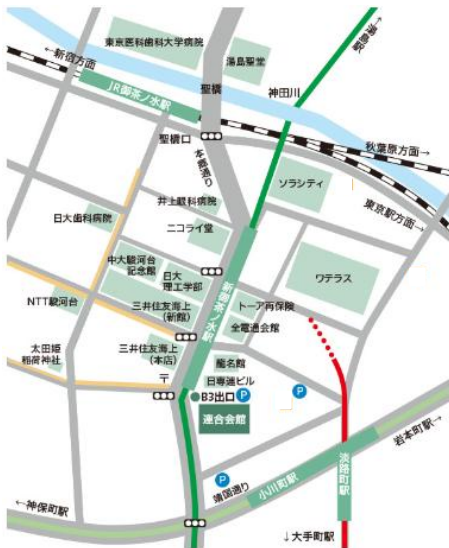 東京医科歯科大学病院
湯島聖堂
←湯島駅
←新宿方面
JR御茶ノ水駅
聖橋
神田川
聖橋口
本郷通り
秋葉原方面→
東京駅方面→
ソラシティ
井上眼科病院
日大歯科病院
ニコライ堂
中大駿河台
記念館
日大
理工学部
新御茶ノ水駅
ワテラス
NTT駿河台
三井住友海上
(新館)
トーア再保険
全電通会館
太田姫
稲荷神社
三井住友海上
(本店)
龍名館
日専連ビル
〒
B3出口
P
P
連合会館
岩本町駅→
淡路町駅
小川町駅
P
靖国通り
←神保町駅
↓大手町駅